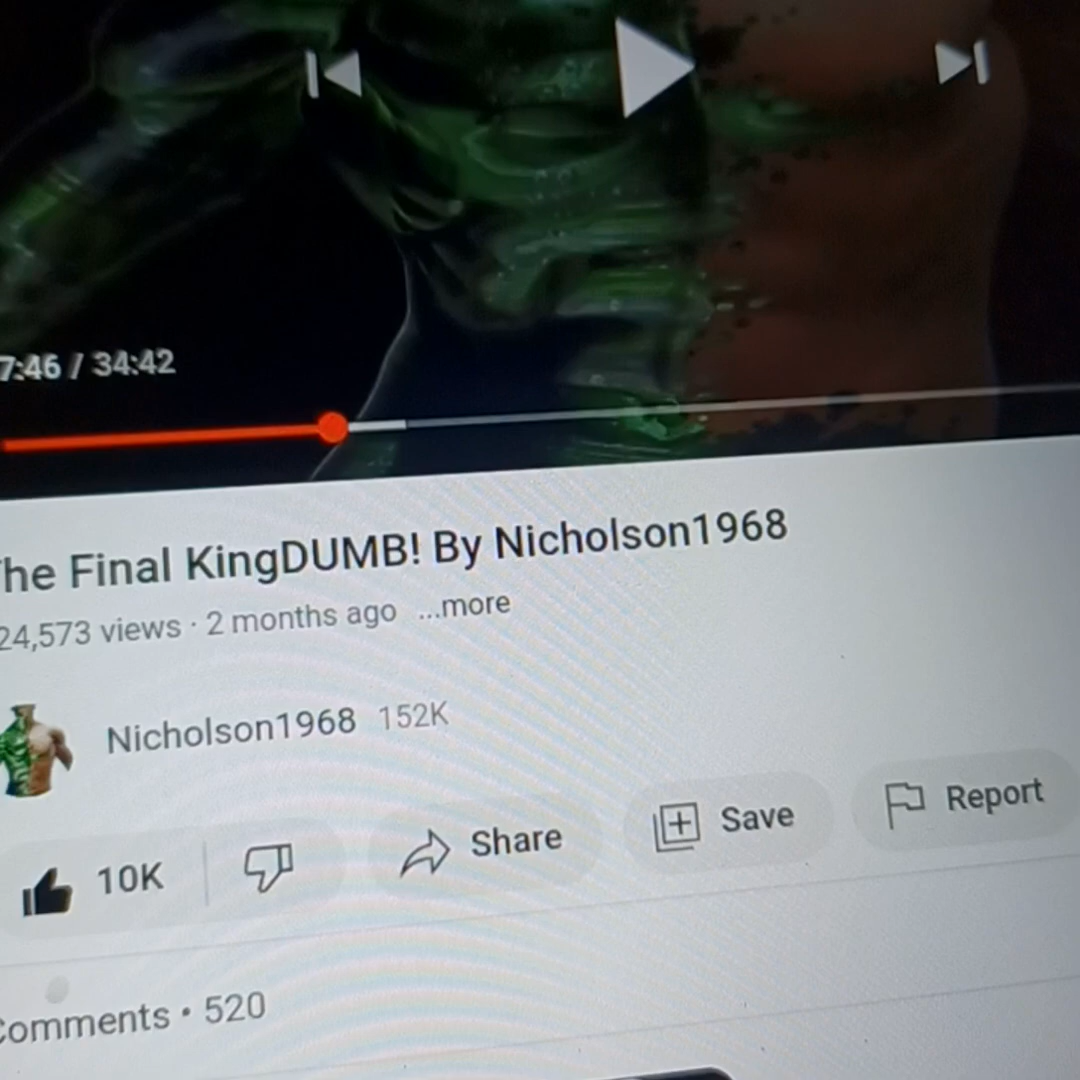 7:46 / 34:42
he Final KingDUMB! By Nicholson1968
24,573 views · 2 months ago ...more
Nicholson1968 152K
10K Share Save Report
Comments • 520